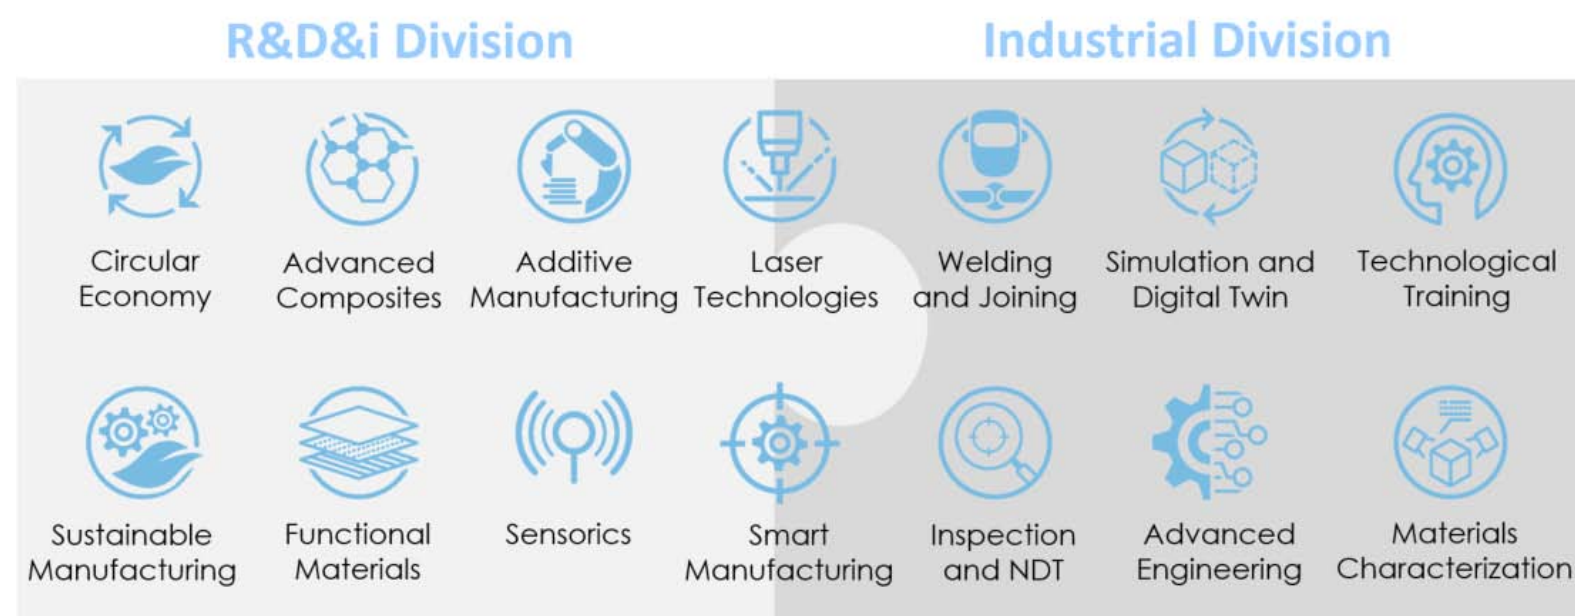 R&D&i Division
Industrial Division
Circular
Economy
Advanced
Composites
Additive
Manufacturing
Laser
Technologies
Welding
and Joining
Simulation and
Digital Twin
Technological
Training
Sustainable
Manufacturing
Functional
Materials
Sensorics
Smart
Manufacturing
Inspection
and NDT
Advanced
Engineering
Materials
Characterization